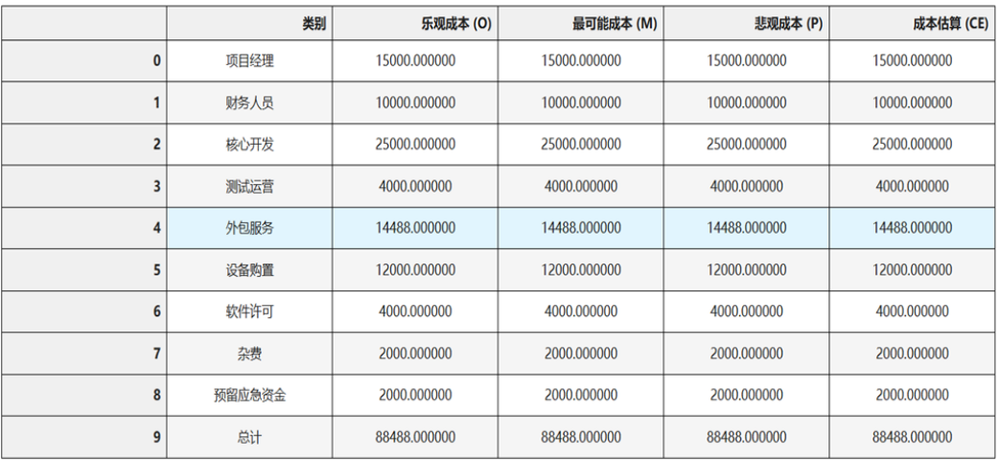 类别 乐观成本 (O) 最可能成本 (M) 悲观成本 (P) 成本估算 (CE)
0 项目经理 15000.000000 15000.000000 15000.000000 15000.000000
1 财务人员 10000.000000 10000.000000 10000.000000 10000.000000
2 核心开发 25000.000000 25000.000000 25000.000000 25000.000000
3 测试运营 4000.000000 4000.000000 4000.000000 4000.000000
4 外包服务 14488.000000 14488.000000 14488.000000 14488.000000
5 设备购置 12000.000000 12000.000000 12000.000000 12000.000000
6 软件许可 4000.000000 4000.000000 4000.000000 4000.000000
7 杂费 2000.000000 2000.000000 2000.000000 2000.000000
8 预留应急资金 2000.000000 2000.000000 2000.000000 2000.000000
9 总计 88488.000000 88488.000000 88488.000000 88488.000000